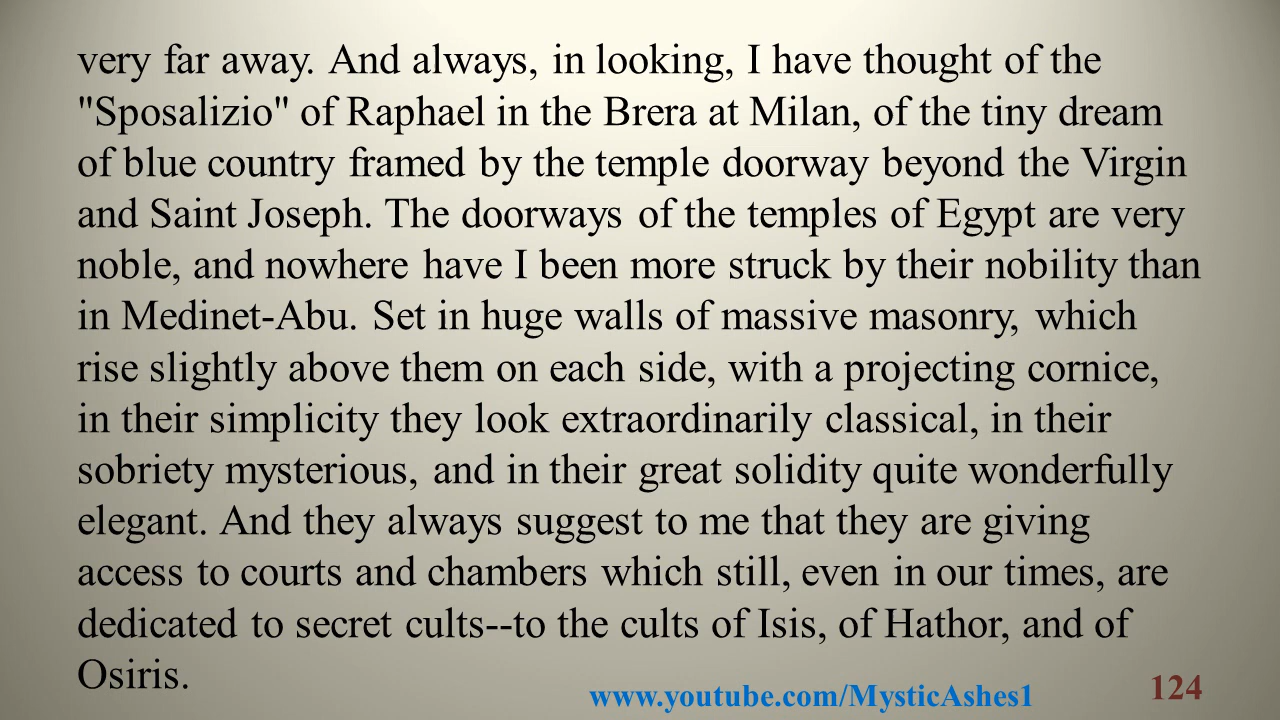 very far away. And always, in looking, I have thought of the
"Sposalizio" of Raphael in the Brera at Milan, of the tiny dream
of blue country framed by the temple doorway beyond the Virgin
and Saint Joseph. The doorways of the temples of Egypt are very
noble, and nowhere have I been more struck by their nobility than
in Medinet-Abu. Set in huge walls of massive masonry, which
rise slightly above them on each side, with a projecting cornice,
in their simplicity they look extraordinarily classical, in their
sobriety mysterious, and in their great solidity quite wonderfully
elegant. And they always suggest to me that they are giving
access to courts and chambers which still, even in our times, are
dedicated to secret cults--to the cults of Isis, of Hathor, and of
Osiris.
www.youtube.com/MysticAshes1
124